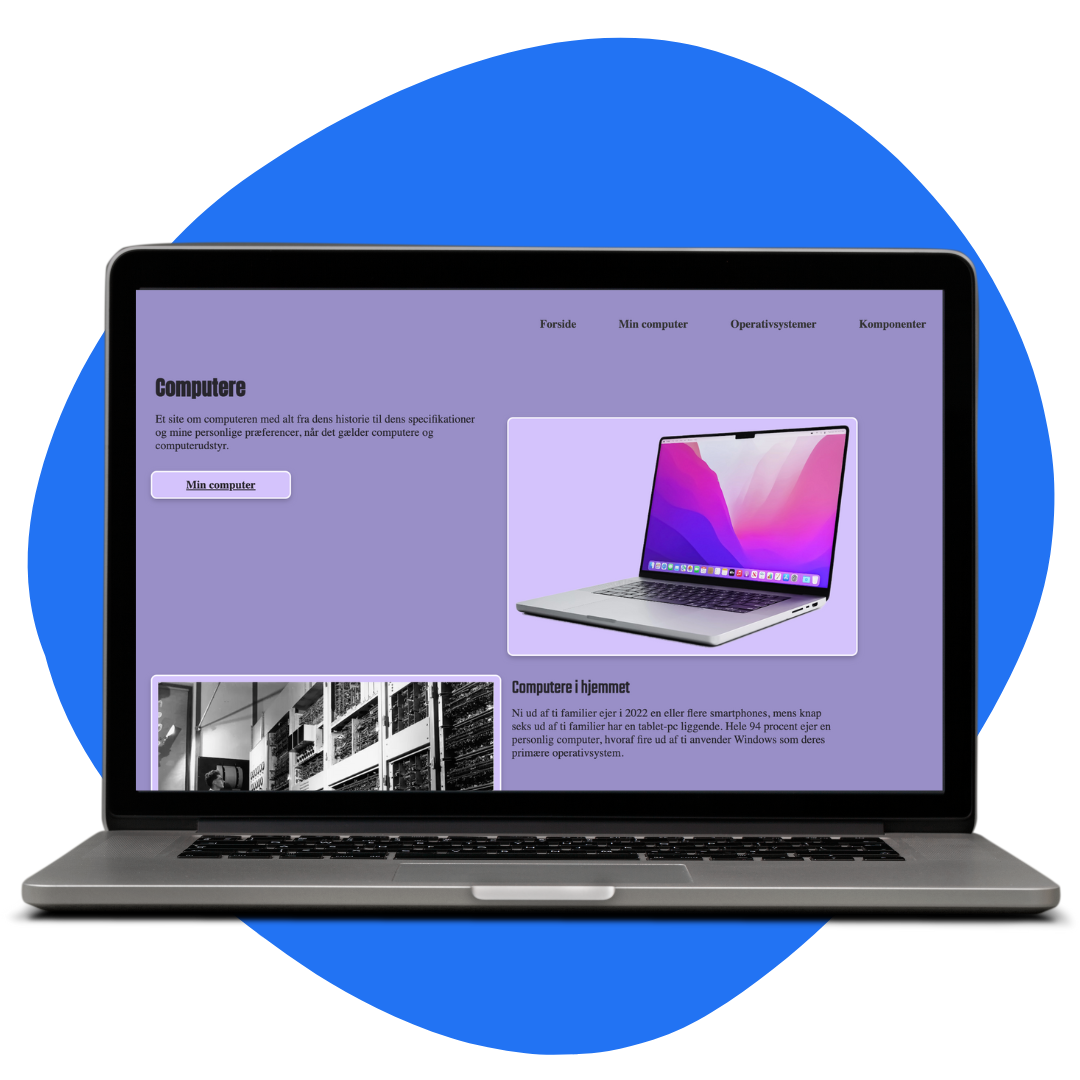 Forside Min computer Operativsystemer Komponenter
Computere
Et site om computeren med alt fra dens historie til dens specifikationer
og mine personlige præferencer, når det gælder computere og
computerudstyr.
Min computer
Computere i hjemmet
Ni ud af ti familier ejer i 2022 en eller flere smartphones, mens knap
seks ud af ti familier har en tablet-pc liggende. Hele 94 procent ejer en
personlig computer, hvoraf fire ud af ti anvender Windows som deres
primære operativsystem.